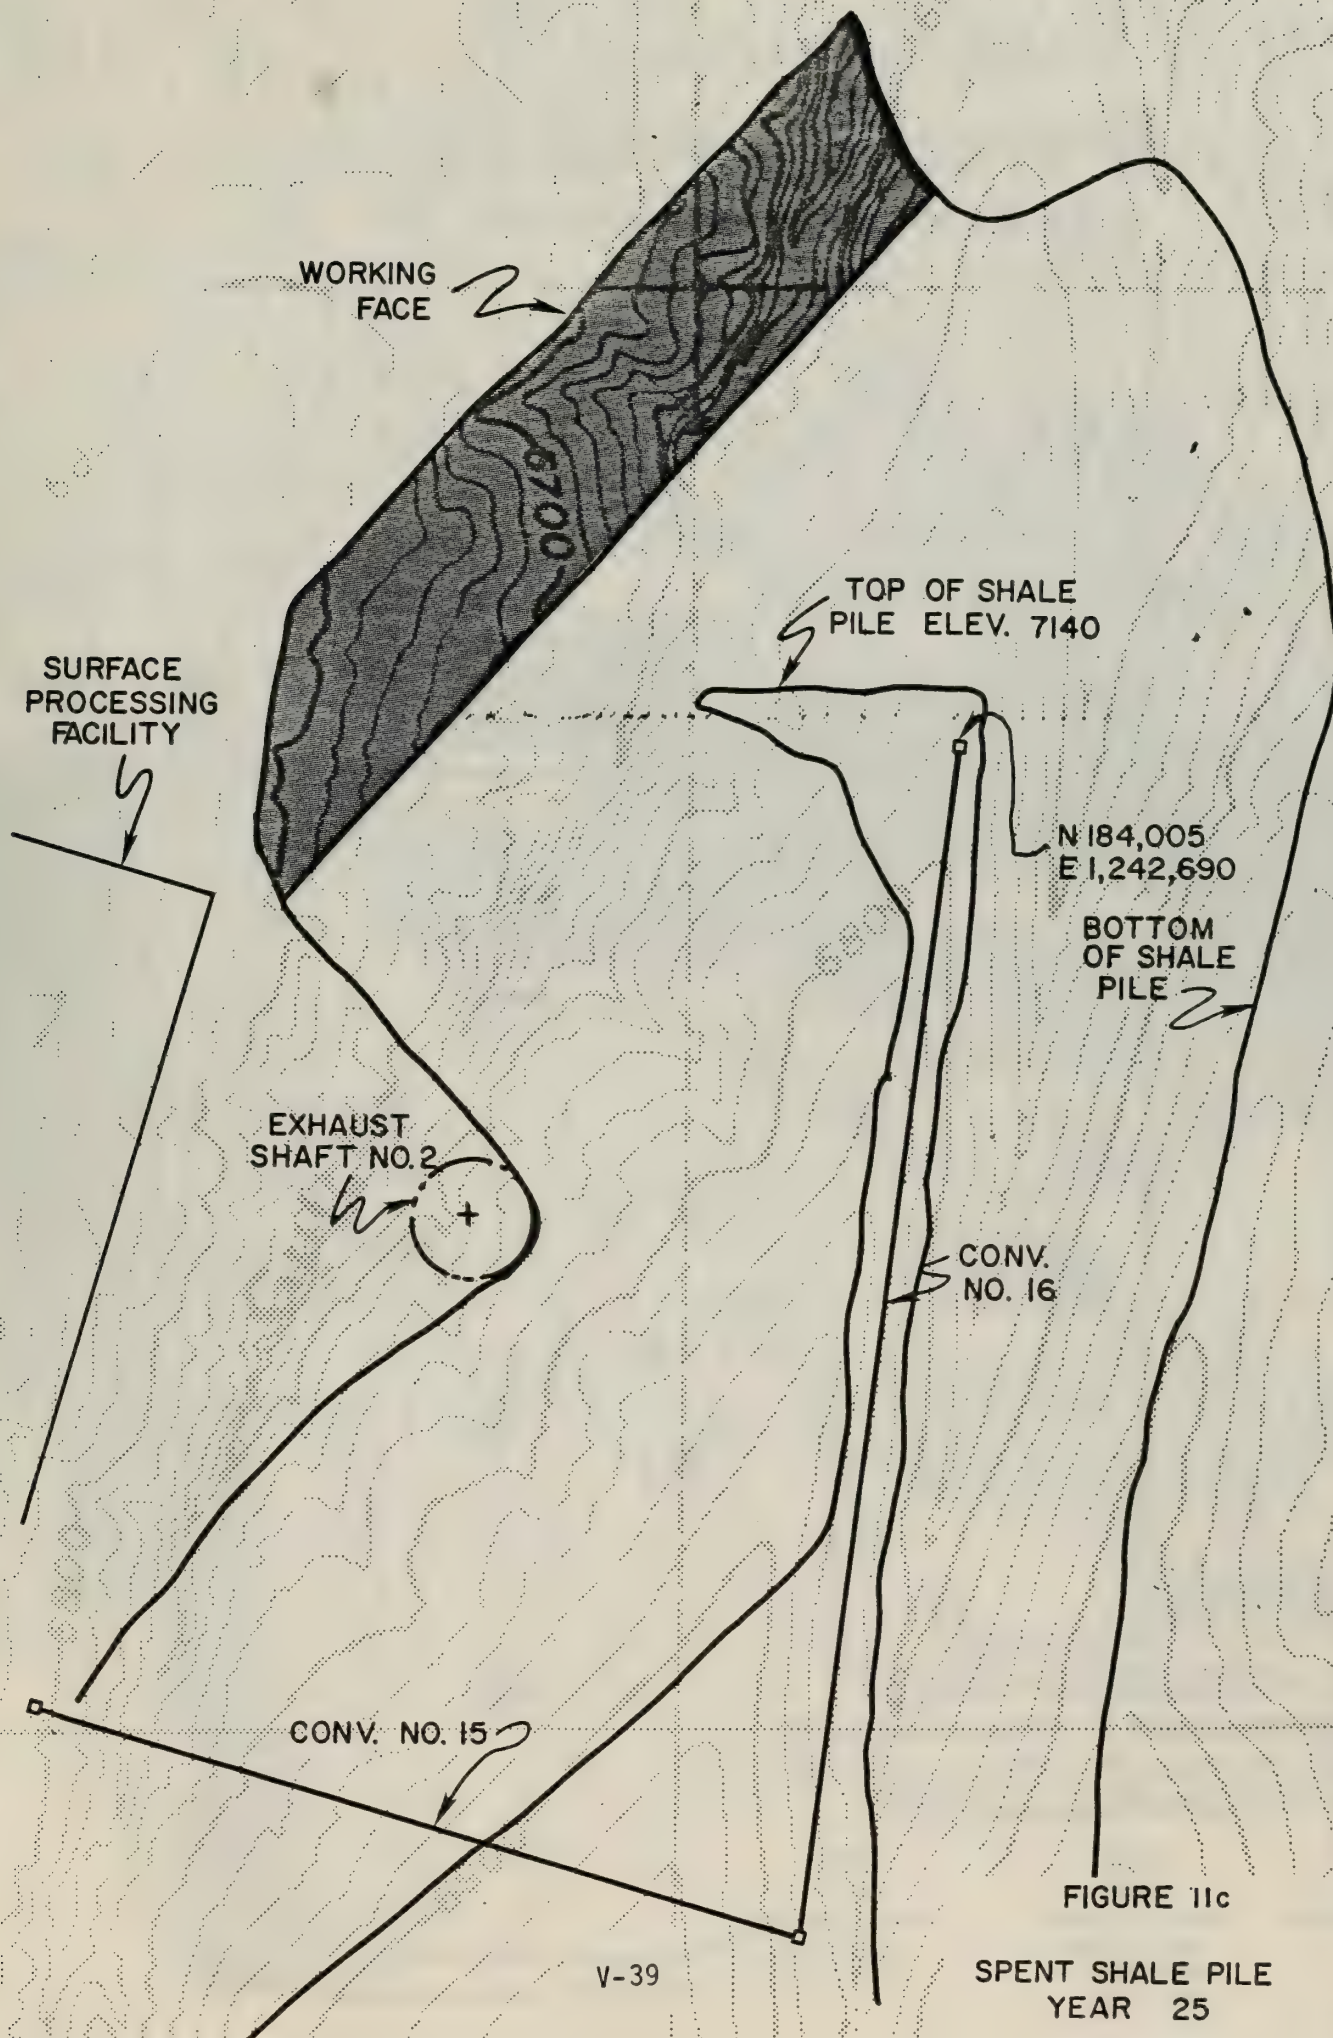 WORKING
FACE
6700
TOP OF SHALE
PILE ELEV. 7140
SURFACE
PROCESSING
FACILITY
N 184,005
E 1,242,690
BOTTOM
OF SHALE
PILE
EXHAUST
SHAFT NO. 2
CONV.
NO. 16
CONV. NO. 15
FIGURE 11c
V-39
SPENT SHALE PILE
YEAR 25